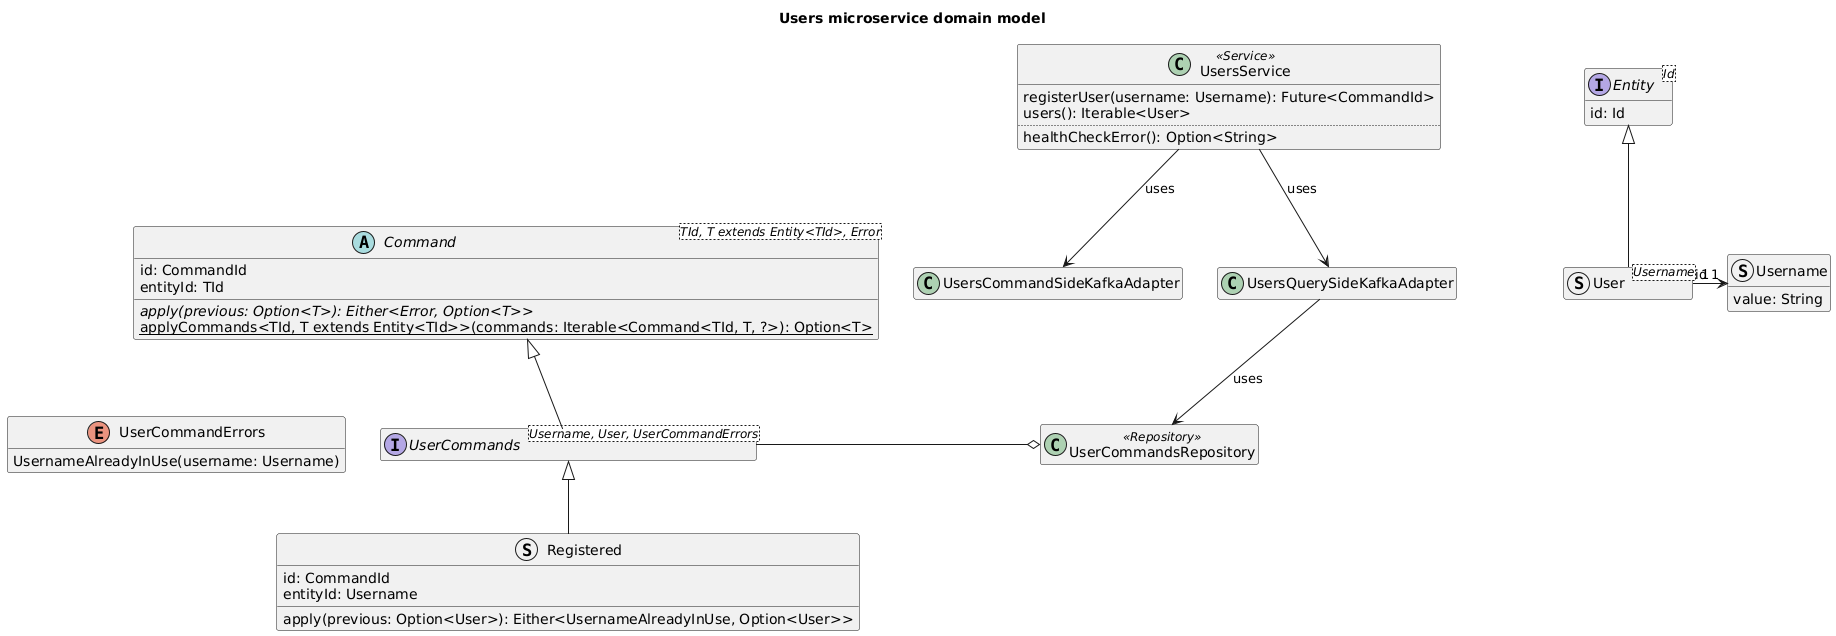 Users microservice domain model
C
«Service»
UsersService
registerUser(username: Username): Future<CommandId>
users(): Iterable<User>
healthCheckError(): Option<String>
I
Entity
Id
id: Id
uses
uses
A
Command
TId, T extends Entity<TId>, Error
id: CommandId
entityId: TId
apply(previous: Option<T>): Either<Error, Option<T>>
applyCommands<TId, T extends Entity<TId>>(commands: Iterable<Command<TId, T, ?>): Option<T>
C
UsersCommandSideKafkaAdapter
C
UsersQuerySideKafkaAdapter
S
User
Username
id
1
1
S
Username
value: String
uses
E
UserCommandErrors
UsernameAlreadyInUse(username: Username)
I
UserCommands
Username, User, UserCommandErrors
C
«Repository»
UserCommandsRepository
S
Registered
id: CommandId
entityId: Username
apply(previous: Option<User>): Either<UsernameAlreadyInUse, Option<User>>